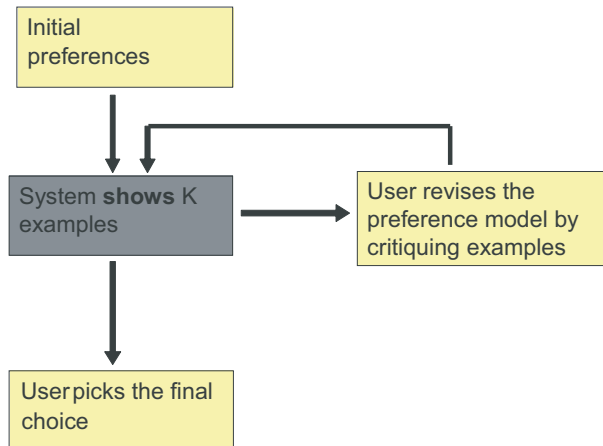 Initial
preferences
System shows K
examples
User revises the
preference model by
critiquing examples
User picks the final
choice